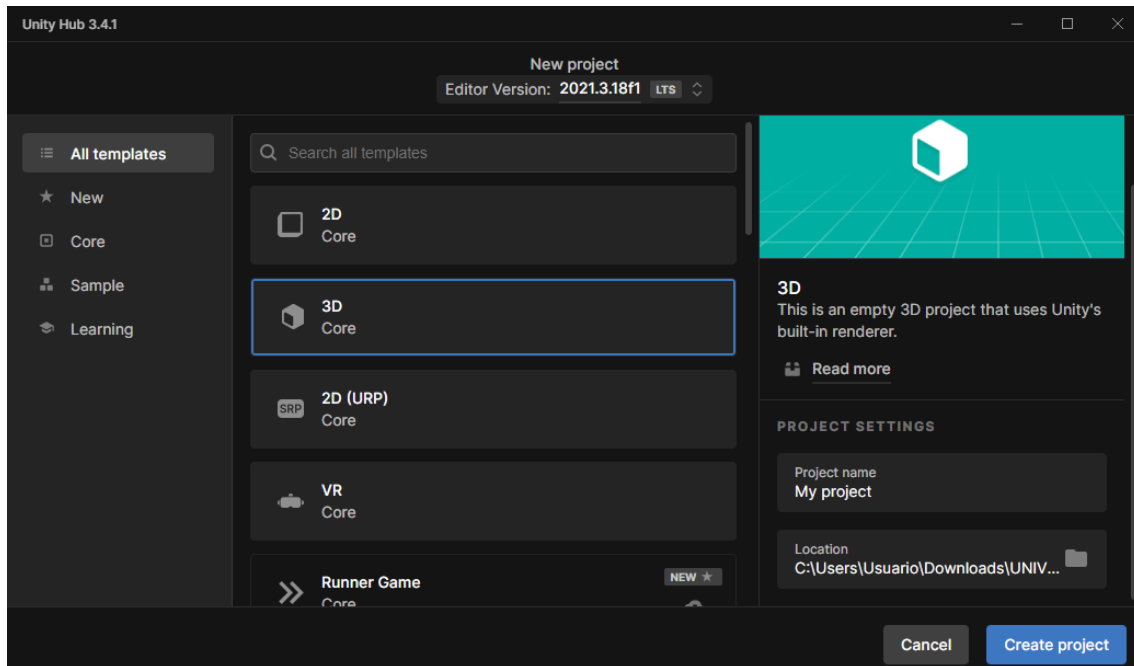 Unity Hub 3.4.1
New project
Editor Version: 2021.3.18f1 LTS
All templates
New
Core
Sample
Learning
Search all templates
2D
Core
3D
Core
SRP
2D (URP)
Core
VR
Core
Runner Game
NEW
Core
3D
This is an empty 3D project that uses Unity's
built-in renderer.
Read more
PROJECT SETTINGS
Project name
My project
Location
C:\Users\Usuario\Downloads\UNIV...
Cancel
Create project